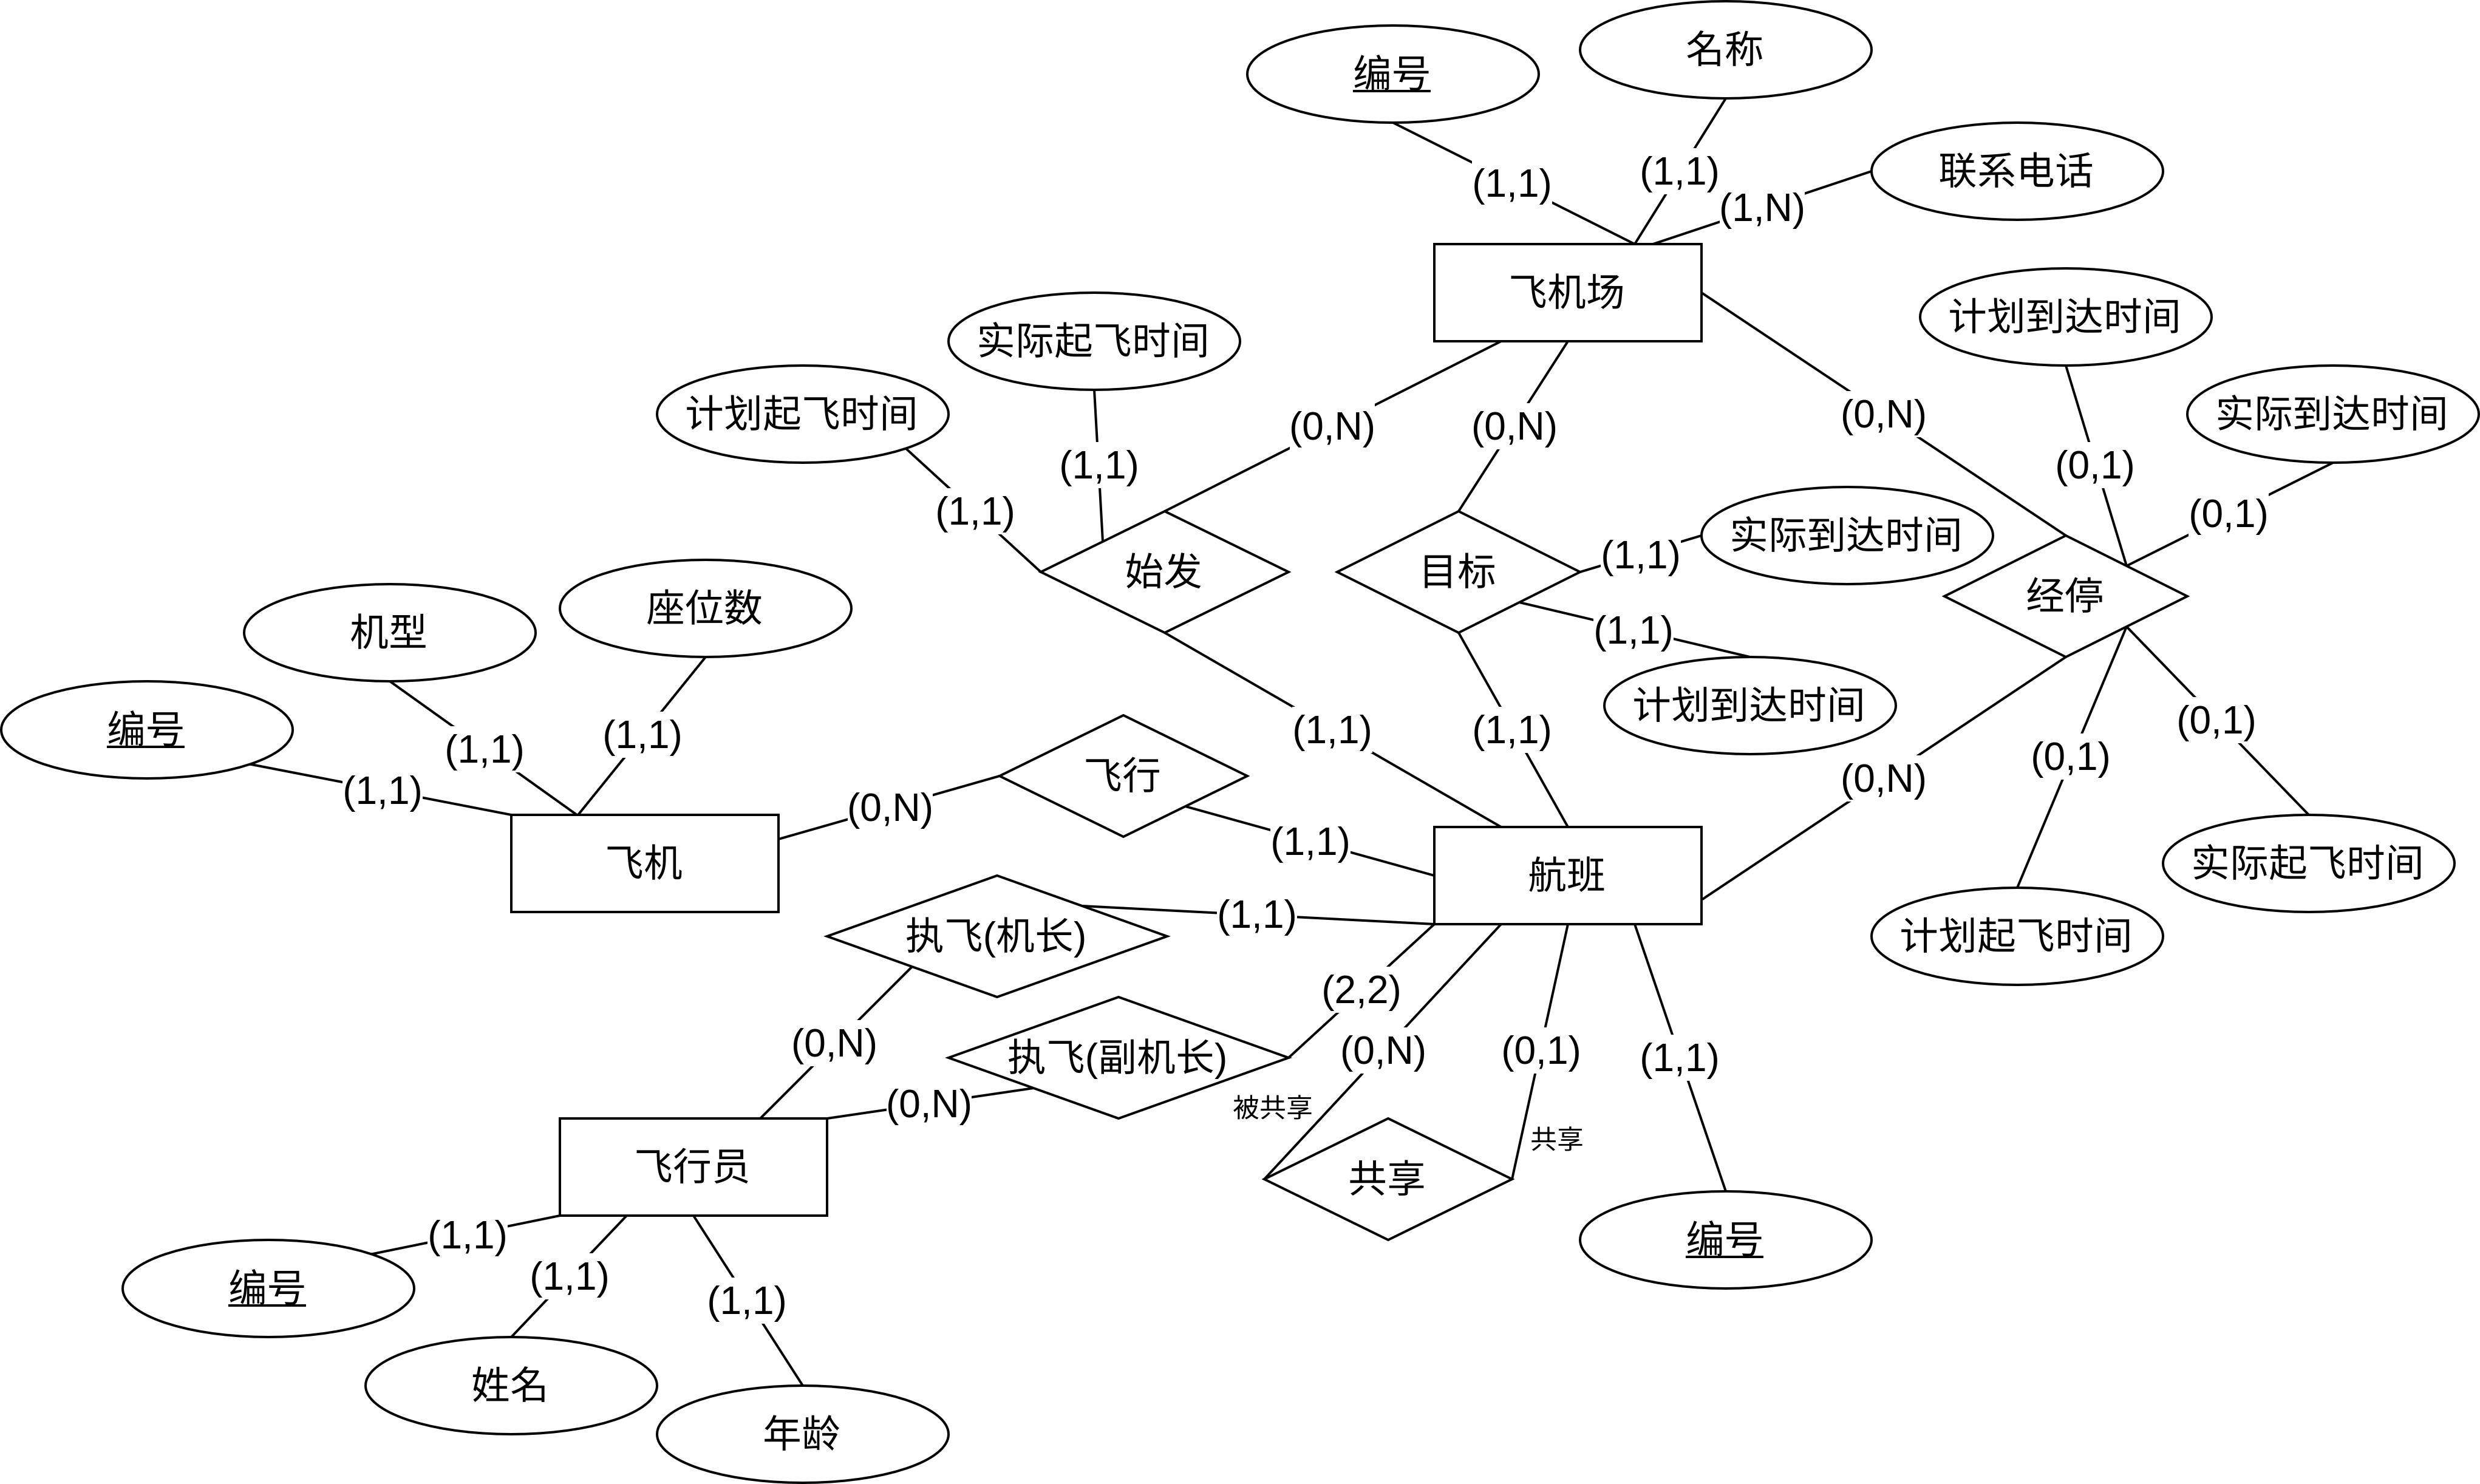 名称
编号
联系电话
(1,1)
(1,1)
(1,N)
飞机场
计划到达时间
实际起飞时间
计划起飞时间
实际到达时间
(0,N)
(0,N)
(0,N)
(1,1)
(0,1)
(1,1)
(0,1)
实际到达时间
(1,1)
始发
目标
经停
座位数
机型
(1,1)
计划到达时间
编号
(1,1)
(1,1)
(0,1)
(1,1)
(1,1)
(0,1)
飞行
(0,N)
(1,1)
(0,N)
(1,1)
飞机
航班
实际起飞时间
(1,1)
执飞(机长)
计划起飞时间
(2,2)
(0,N)
(0,N)
(0,1)
执飞(副机长)
(1,1)
(0,N)
被共享
共享
飞行员
共享
(1,1)
编号
(1,1)
编号
(1,1)
姓名
年龄